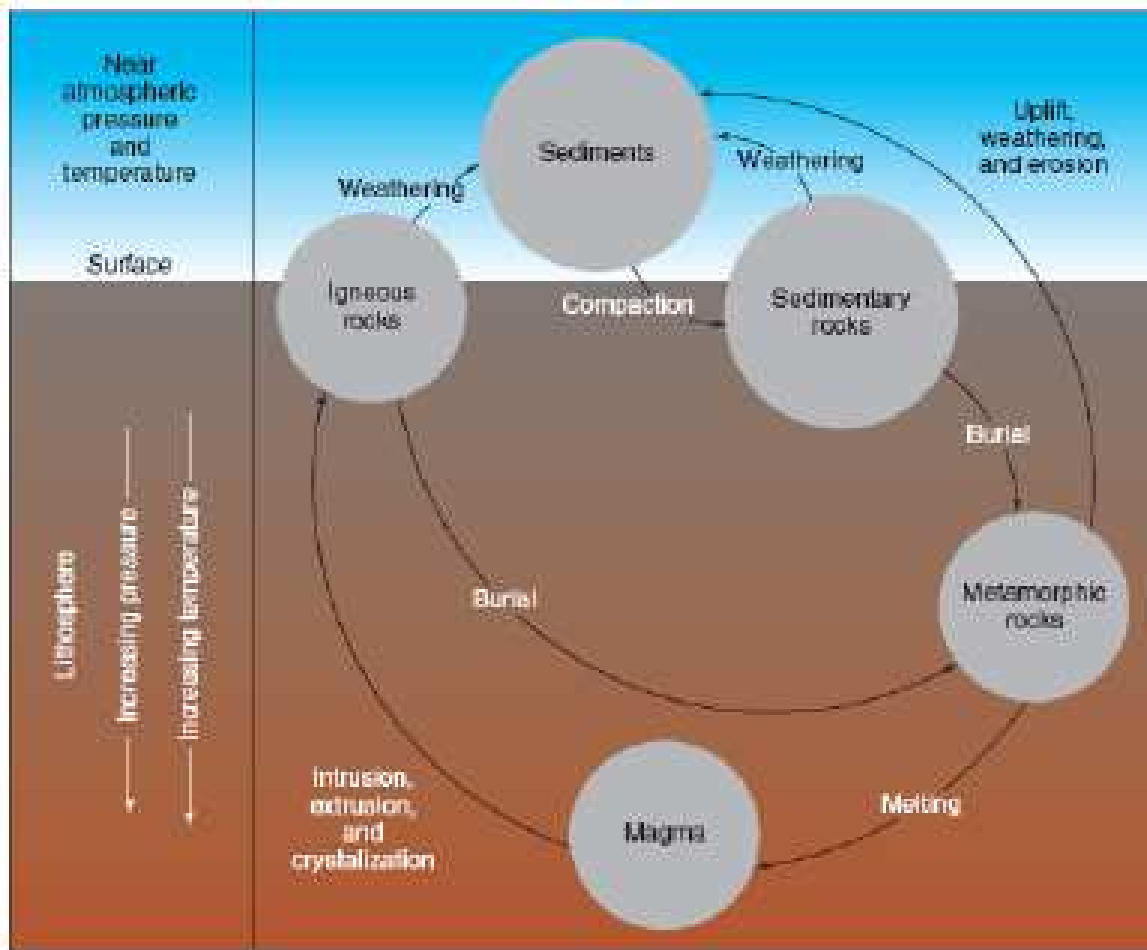 Near
atmospheric
pressure
and
temperature
Surface
Lithosphere
Increasing pressure
Increasing temperature
Sediments
Weathering
Weathering
Uplift,
weathering,
and erosion
Igneous
rocks
Compaction
Sedimentary
rocks
Burial
Burial
Metamorphic
rocks
Intrusion,
extrusion,
and
crystalization
Magma
Melting